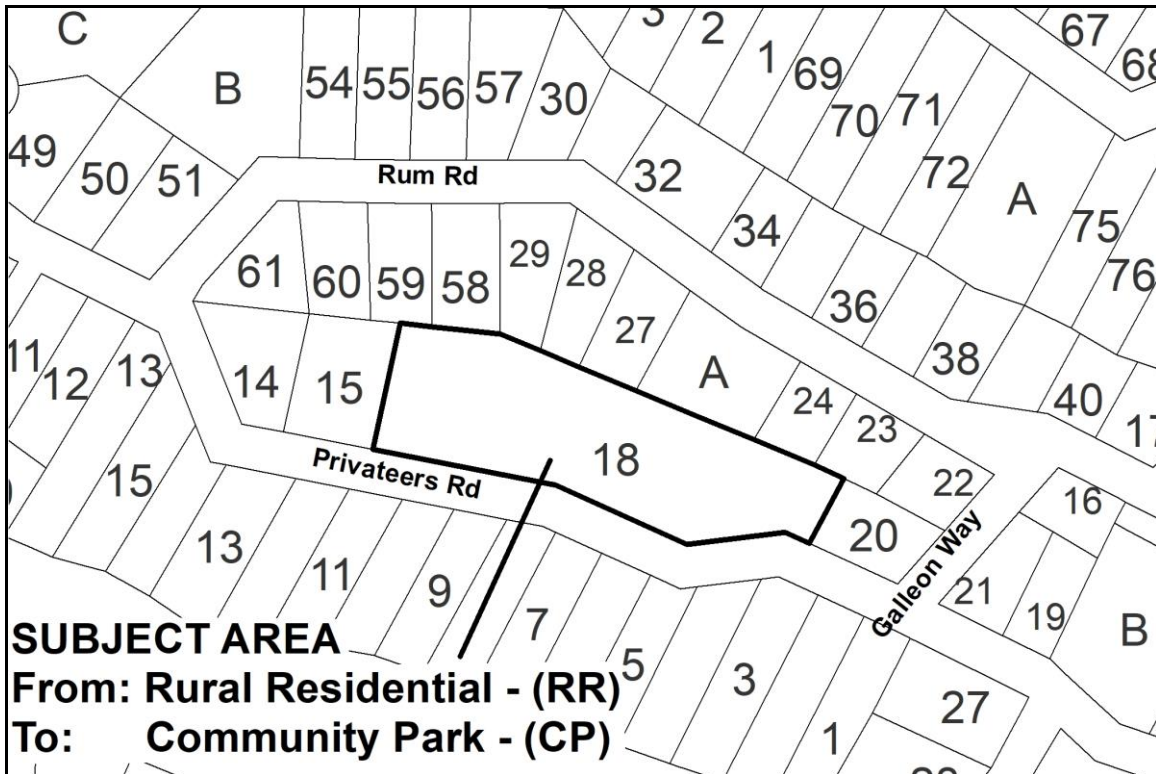 C
B
54 55 56 57 30
3 2 1 69 70 71 72
67
68
A
75
76
49 50 51
Rum Rd
32
34
36
38
40
17
61 60 59 58 29 28 27
A
24
23
22
14 15
18
20
11 12 13
15
Privateers Rd
13
11
9
7
5
3
1
Galleon Way
16
21
19
B
27
SUBJECT AREA
From: Rural Residential - (RR)
To: Community Park - (CP)